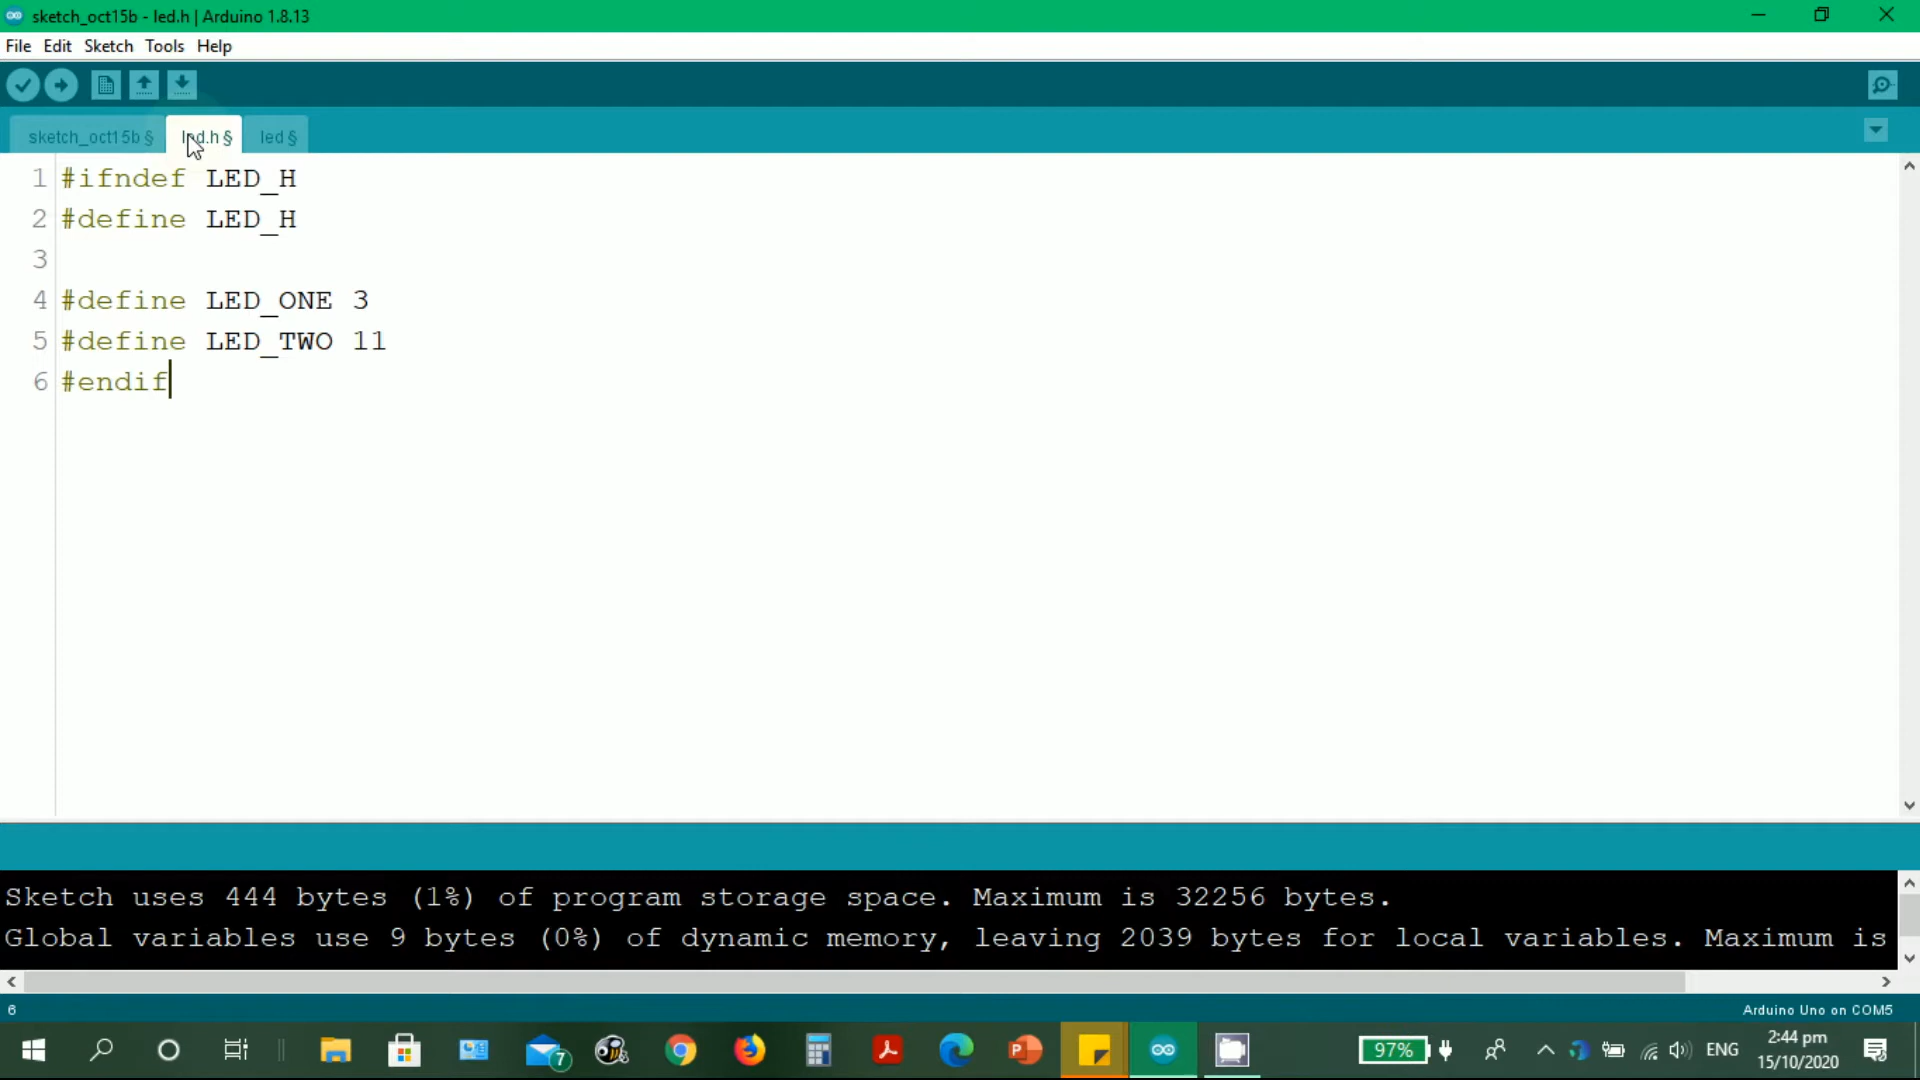 sketch_oct15b - led.h | Arduino 1.8.13
File Edit Sketch Tools Help
sketch_oct15b § led.h § led §
1 #ifndef LED_H
2 #define LED_H
3
4 #define LED_ONE 3
5 #define LED_TWO 11
6 #endif
Sketch uses 444 bytes (1%) of program storage space. Maximum is 32256 bytes.
Global variables use 9 bytes (0%) of dynamic memory, leaving 2039 bytes for local variables. Maximum is
6 Arduino Uno on COM5
7 97% ENG 2:44 pm
15/10/2020